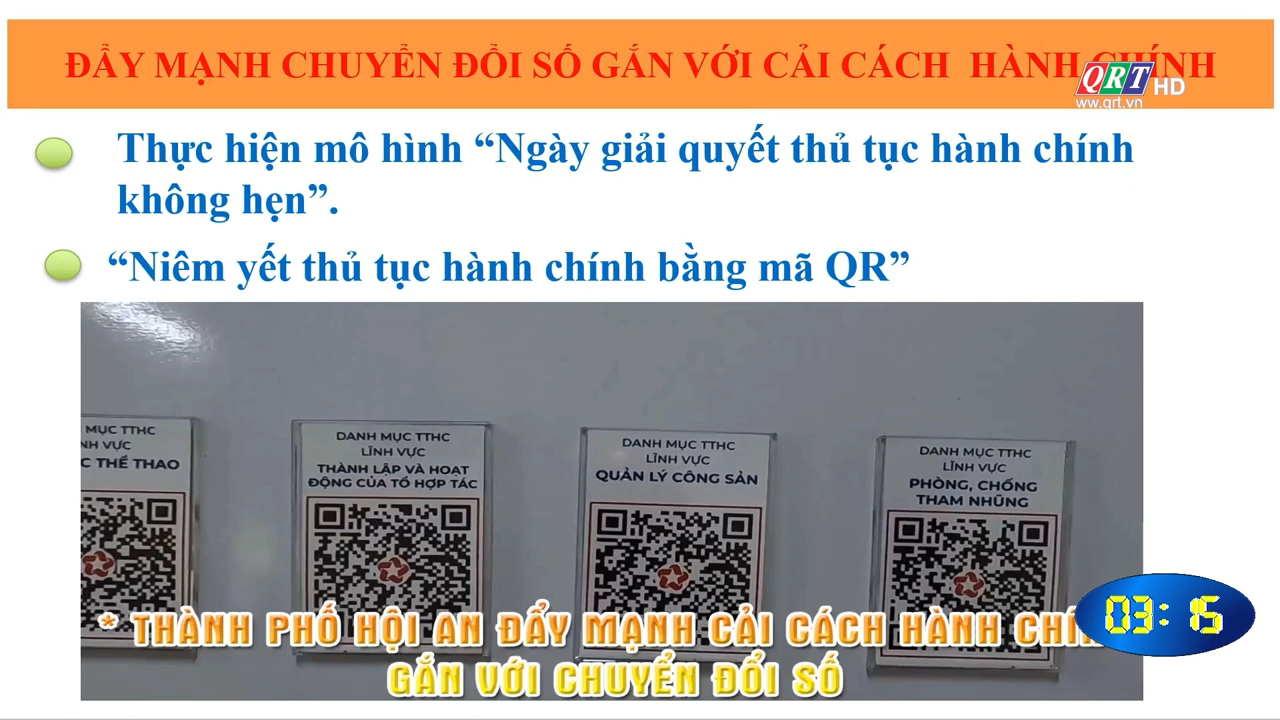 ĐẨY MẠNH CHUYỂN ĐỔI SỐ GẮN VỚI CẢI CÁCH HÀNH CHÍNH
QRT HD
www.qrt.vn
Thực hiện mô hình “Ngày giải quyết thủ tục hành chính
không hẹn”.
“Niêm yết thủ tục hành chính bằng mã QR”
MỤC TTHC
VỰC
THỂ THAO
DANH MỤC TTHC
LĨNH VỰC
THÀNH LẬP VÀ HOẠT
ĐỘNG CỦA TỔ HỢP TÁC
DANH MỤC TTHC
LĨNH VỰC
QUẢN LÝ CÔNG SẢN
DANH MỤC TTHC
LĨNH VỰC
PHÒNG, CHỐNG
THAM NHŨNG
* THÀNH PHỐ HỘI AN ĐẨY MẠNH CẢI CÁCH HÀNH
GẮN VỚI CHUYỂN ĐỔI SỐ
03: 15